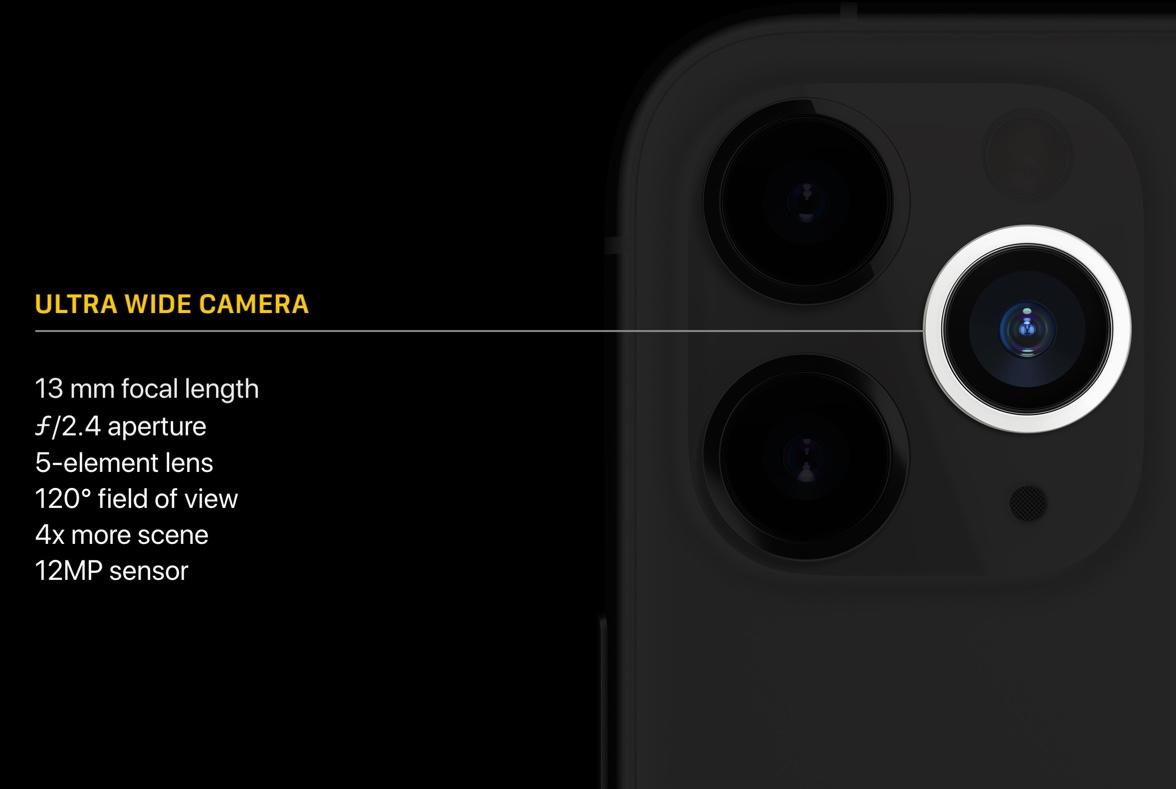 ULTRA WIDE CAMERA
13 mm focal length
ƒ/2.4 aperture
5-element lens
120° field of view
4x more scene
12MP sensor